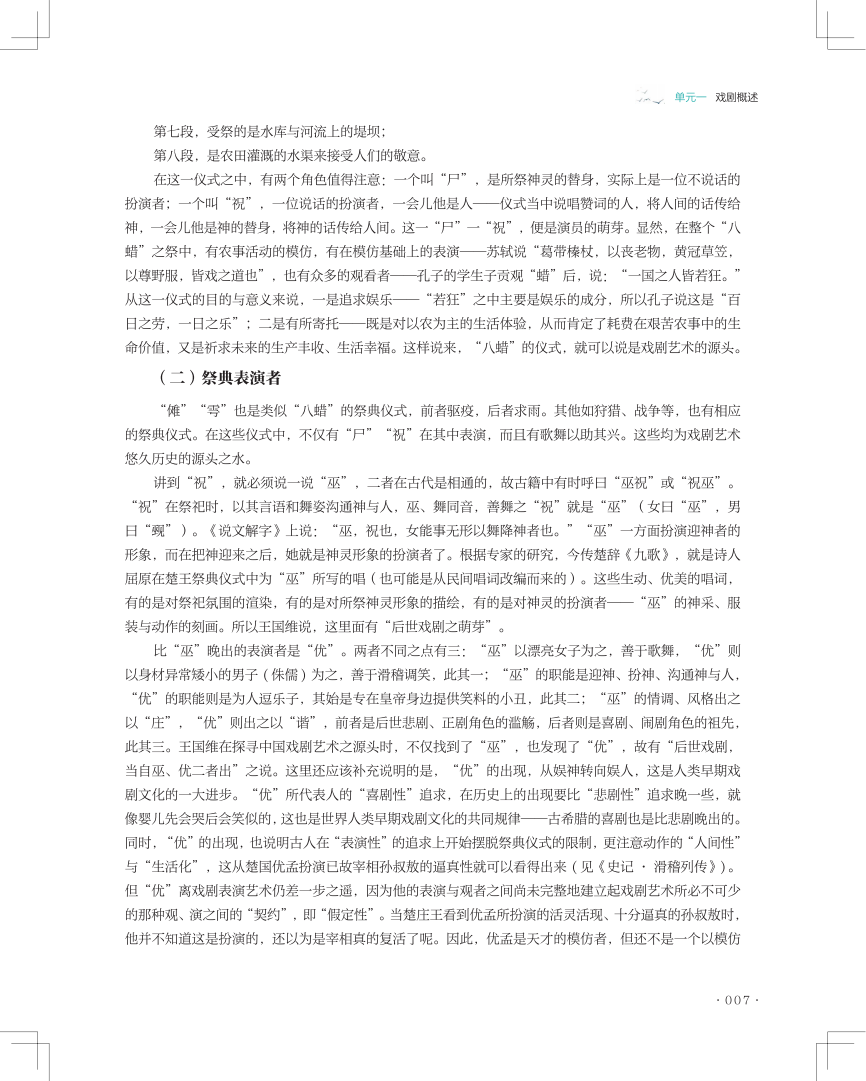 单元一 戏剧概述
第七段，受祭的是水库与河流上的堤坝；
第八段，是农田灌溉的水渠来接受人们的敬意。
在这一仪式之中，有两个角色值得注意：一个叫“尸”，是所祭神灵的替身，实际上是一位不说话的
扮演者；一个叫“祝”，一位说话的扮演者，一会儿他是人——仪式当中说唱赞词的人，将人间的话传给
神，一会儿他是神的替身，将神的话传给人间。这一“尸”一“祝”，便是演员的萌芽。显然，在整个“八
蜡”之祭中，有农事活动的模仿，有在模仿基础上的表演——苏轼说“葛带榛杖，以丧老物，黄冠草笠，
以尊野服，皆戏之道也”，也有众多的观看者——孔子的学生子贡观“蜡”后，说：“一国之人皆若狂。”
从这一仪式的目的与意义来说，一是追求娱乐——“若狂”之中主要是娱乐的成分，所以孔子说这是“百
日之劳，一日之乐”；二是有所寄托——既是对以农为主的生活体验，从而肯定了耗费在艰苦农事中的生
命价值，又是祈求未来的生产丰收、生活幸福。这样说来，“八蜡”的仪式，就可以说是戏剧艺术的源头。
（二）祭典表演者
“傩”“雩”也是类似“八蜡”的祭典仪式，前者驱疫，后者求雨。其他如狩猎、战争等，也有相应
的祭典仪式。在这些仪式中，不仅有“尸”“祝”在其中表演，而且有歌舞以助其兴。这些均为戏剧艺术
悠久历史的源头之水。
讲到“祝”，就必须说一说“巫”，二者在古代是相通的，故古籍中有时呼曰“巫祝”或“祝巫”。
“祝”在祭祀时，以其言语和舞姿沟通神与人，巫、舞同音，善舞之“祝”就是“巫”（女曰“巫”，男
曰“觋”）。《说文解字》上说：“巫，祝也，女能事无形以舞降神者也。”“巫”一方面扮演迎神者的
形象，而在把神迎来之后，她就是神灵形象的扮演者了。根据专家的研究，今传楚辞《九歌》，就是诗人
屈原在楚王祭典仪式中为“巫”所写的唱（也可能是从民间唱词改编而来的）。这些生动、优美的唱词，
有的是对祭祀氛围的渲染，有的是对所祭神灵形象的描绘，有的是对神灵的扮演者——“巫”的神采、服
装与动作的刻画。所以王国维说，这里面有“后世戏剧之萌芽”。
比“巫”晚出的表演者是“优”。两者不同之点有三：“巫”以漂亮女子为之，善于歌舞，“优”则
以身材异常矮小的男子（侏儒）为之，善于滑稽调笑，此其一；“巫”的职能是迎神、扮神、沟通神与人，
“优”的职能则是为人逗乐子，其始是专在皇帝身边提供笑料的小丑，此其二；“巫”的情调、风格出之
以“庄”，“优”则出之以“谐”，前者是后世悲剧、正剧角色的滥觞，后者则是喜剧、闹剧角色的祖先，
此其三。王国维在探寻中国戏剧艺术之源头时，不仅找到了“巫”，也发现了“优”，故有“后世戏剧，
当自巫、优二者出”之说。这里还应该补充说明的是，“优”的出现，从娱神转向娱人，这是人类早期戏
剧文化的一大进步。“优”所代表人的“喜剧性”追求，在历史上的出现要比“悲剧性”追求晚一些，就
像婴儿先会哭后会笑似的，这也是世界人类早期戏剧文化的共同规律——古希腊的喜剧也是比悲剧晚出的。
同时，“优”的出现，也说明古人在“表演性”的追求上开始摆脱祭典仪式的限制，更注意动作的“人间性”
与“生活化”，这从楚国优孟扮演已故宰相孙叔敖的逼真性就可以看得出来（见《史记 · 滑稽列传》）。
但“优”离戏剧表演艺术仍差一步之遥，因为他的表演与观者之间尚未完整地建立起戏剧艺术所必不可少
的那种观、演之间的“契约”，即“假定性”。当楚庄王看到优孟所扮演的活灵活现、十分逼真的孙叔敖时，
他并不知道这是扮演的，还以为是宰相真的复活了呢。因此，优孟是天才的模仿者，但还不是一个以模仿
· 007 ·